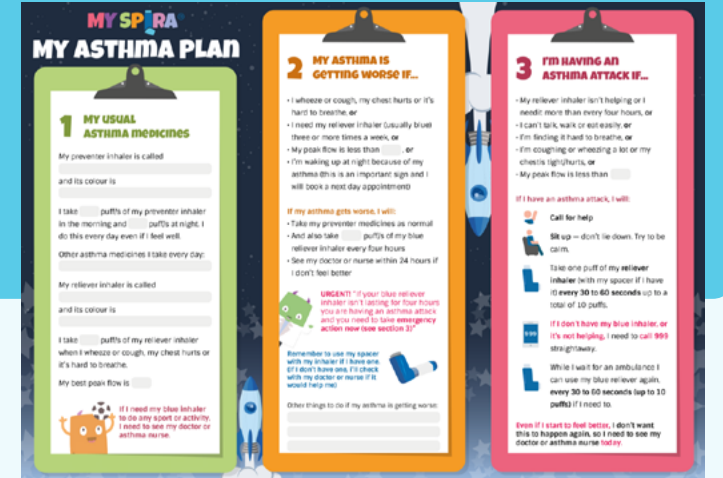 MY SPIRA
MY ASTHMA PLAN
1 MY USUAL
ASTHMA MEDICINES
My preventer inhaler is called
and its colour is
I take puff/s of my preventer inhaler
in the morning and puff/s at night. I
do this every day even if I feel well.
Other asthma medicines I take every day:
My reliever inhaler is called
and its colour is
I take puff/s of my reliever inhaler
when I wheeze or cough, my chest hurts or
it's hard to breathe.
My best peak flow is
If I need my blue inhaler
to do any sport or activity,
I need to see my doctor or
asthma nurse.
2 MY ASTHMA IS
GETTING WORSE IF...
• I wheeze or cough, my chest hurts or it's
hard to breathe, or
• I need my reliever inhaler (usually blue)
three or more times a week, or
• My peak flow is less than , or
• I'm waking up at night because of my
asthma (this is an important sign and I
will book a next day appointment)
If my asthma gets worse, I will:
• Take my preventer medicines as normal
• And also take puff/s of my blue
reliever inhaler every four hours
• See my doctor or nurse within 24 hours if
I don't feel better
URGENT! "If your blue reliever
inhaler isn't lasting for four hours
you are having an asthma attack
and you need to take emergency
action now (see section 3)"
Remember to use my spacer
with my inhaler if I have one.
(If I don't have one, I'll check
with my doctor or nurse if it
would help me)
Other things to do if my asthma is getting worse:
3 I'M HAVING AN
ASTHMA ATTACK IF...
• My reliever inhaler isn't helping or I
needit more than every four hours, or
• I can't talk, walk or eat easily, or
• I'm finding it hard to breathe, or
• I'm coughing or wheezing a lot or my
chestis tight/hurts, or
• My peak flow is less than
If I have an asthma attack, I will:
Call for help
Sit up — don't lie down. Try to be
calm.
Take one puff of my reliever
inhaler (with my spacer if I have
it) every 30 to 60 seconds up to a
total of 10 puffs.
999
If I don't have my blue inhaler, or
it's not helping, I need to call 999
straightaway.
While I wait for an ambulance I
can use my blue reliever again,
every 30 to 60 seconds (up to 10
puffs) if I need to.
Even if I start to feel better, I don't want
this to happen again, so I need to see my
doctor or asthma nurse today.